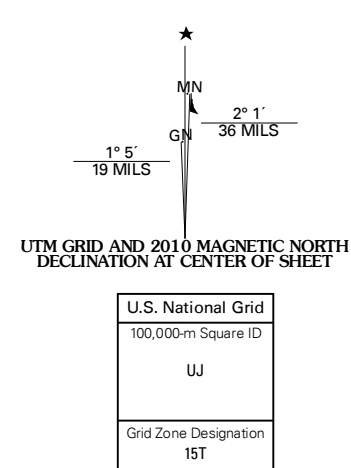 ★
MN
2° 1´
36 MILS
GN
1° 5´
19 MILS
UTM GRID AND 2010 MAGNETIC NORTH
DECLINATION AT CENTER OF SHEET
U.S. National Grid
100,000-m Square ID
UJ
Grid Zone Designation
15T